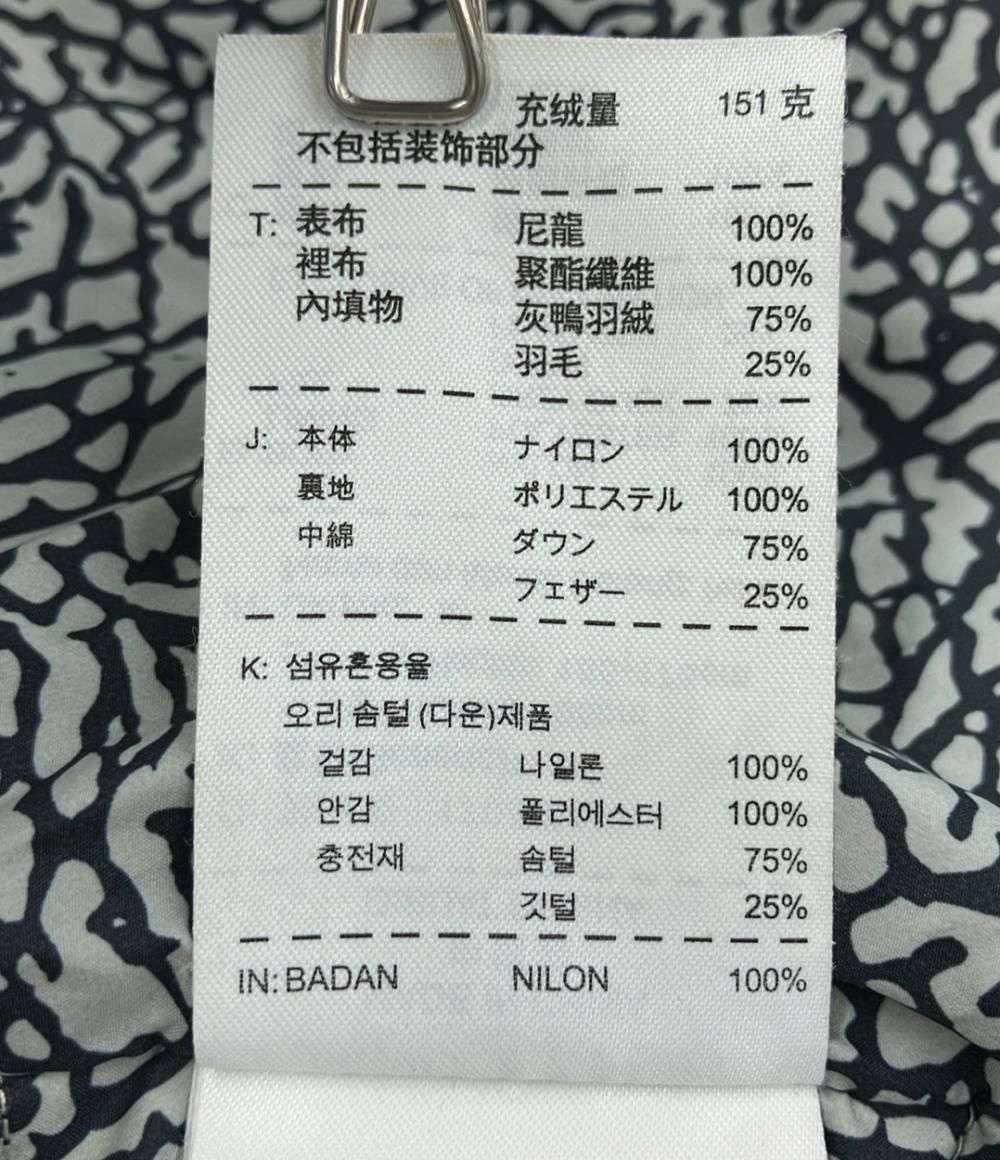 充绒量 151 克
不包括装饰部分
T: 表布 尼龍 100%
裡布 聚酯纖維 100%
內填物 灰鴨羽絨 75%
羽毛 25%
J: 本体 ナイロン 100%
裏地 ポリエステル 100%
中綿 ダウン 75%
フェザー 25%
K: 섬유혼용율
오리 솜털 (다운)제품
겉감 나일론 100%
안감 폴리에스터 100%
충전재 솜털 75%
깃털 25%
IN: BADAN NILON 100%